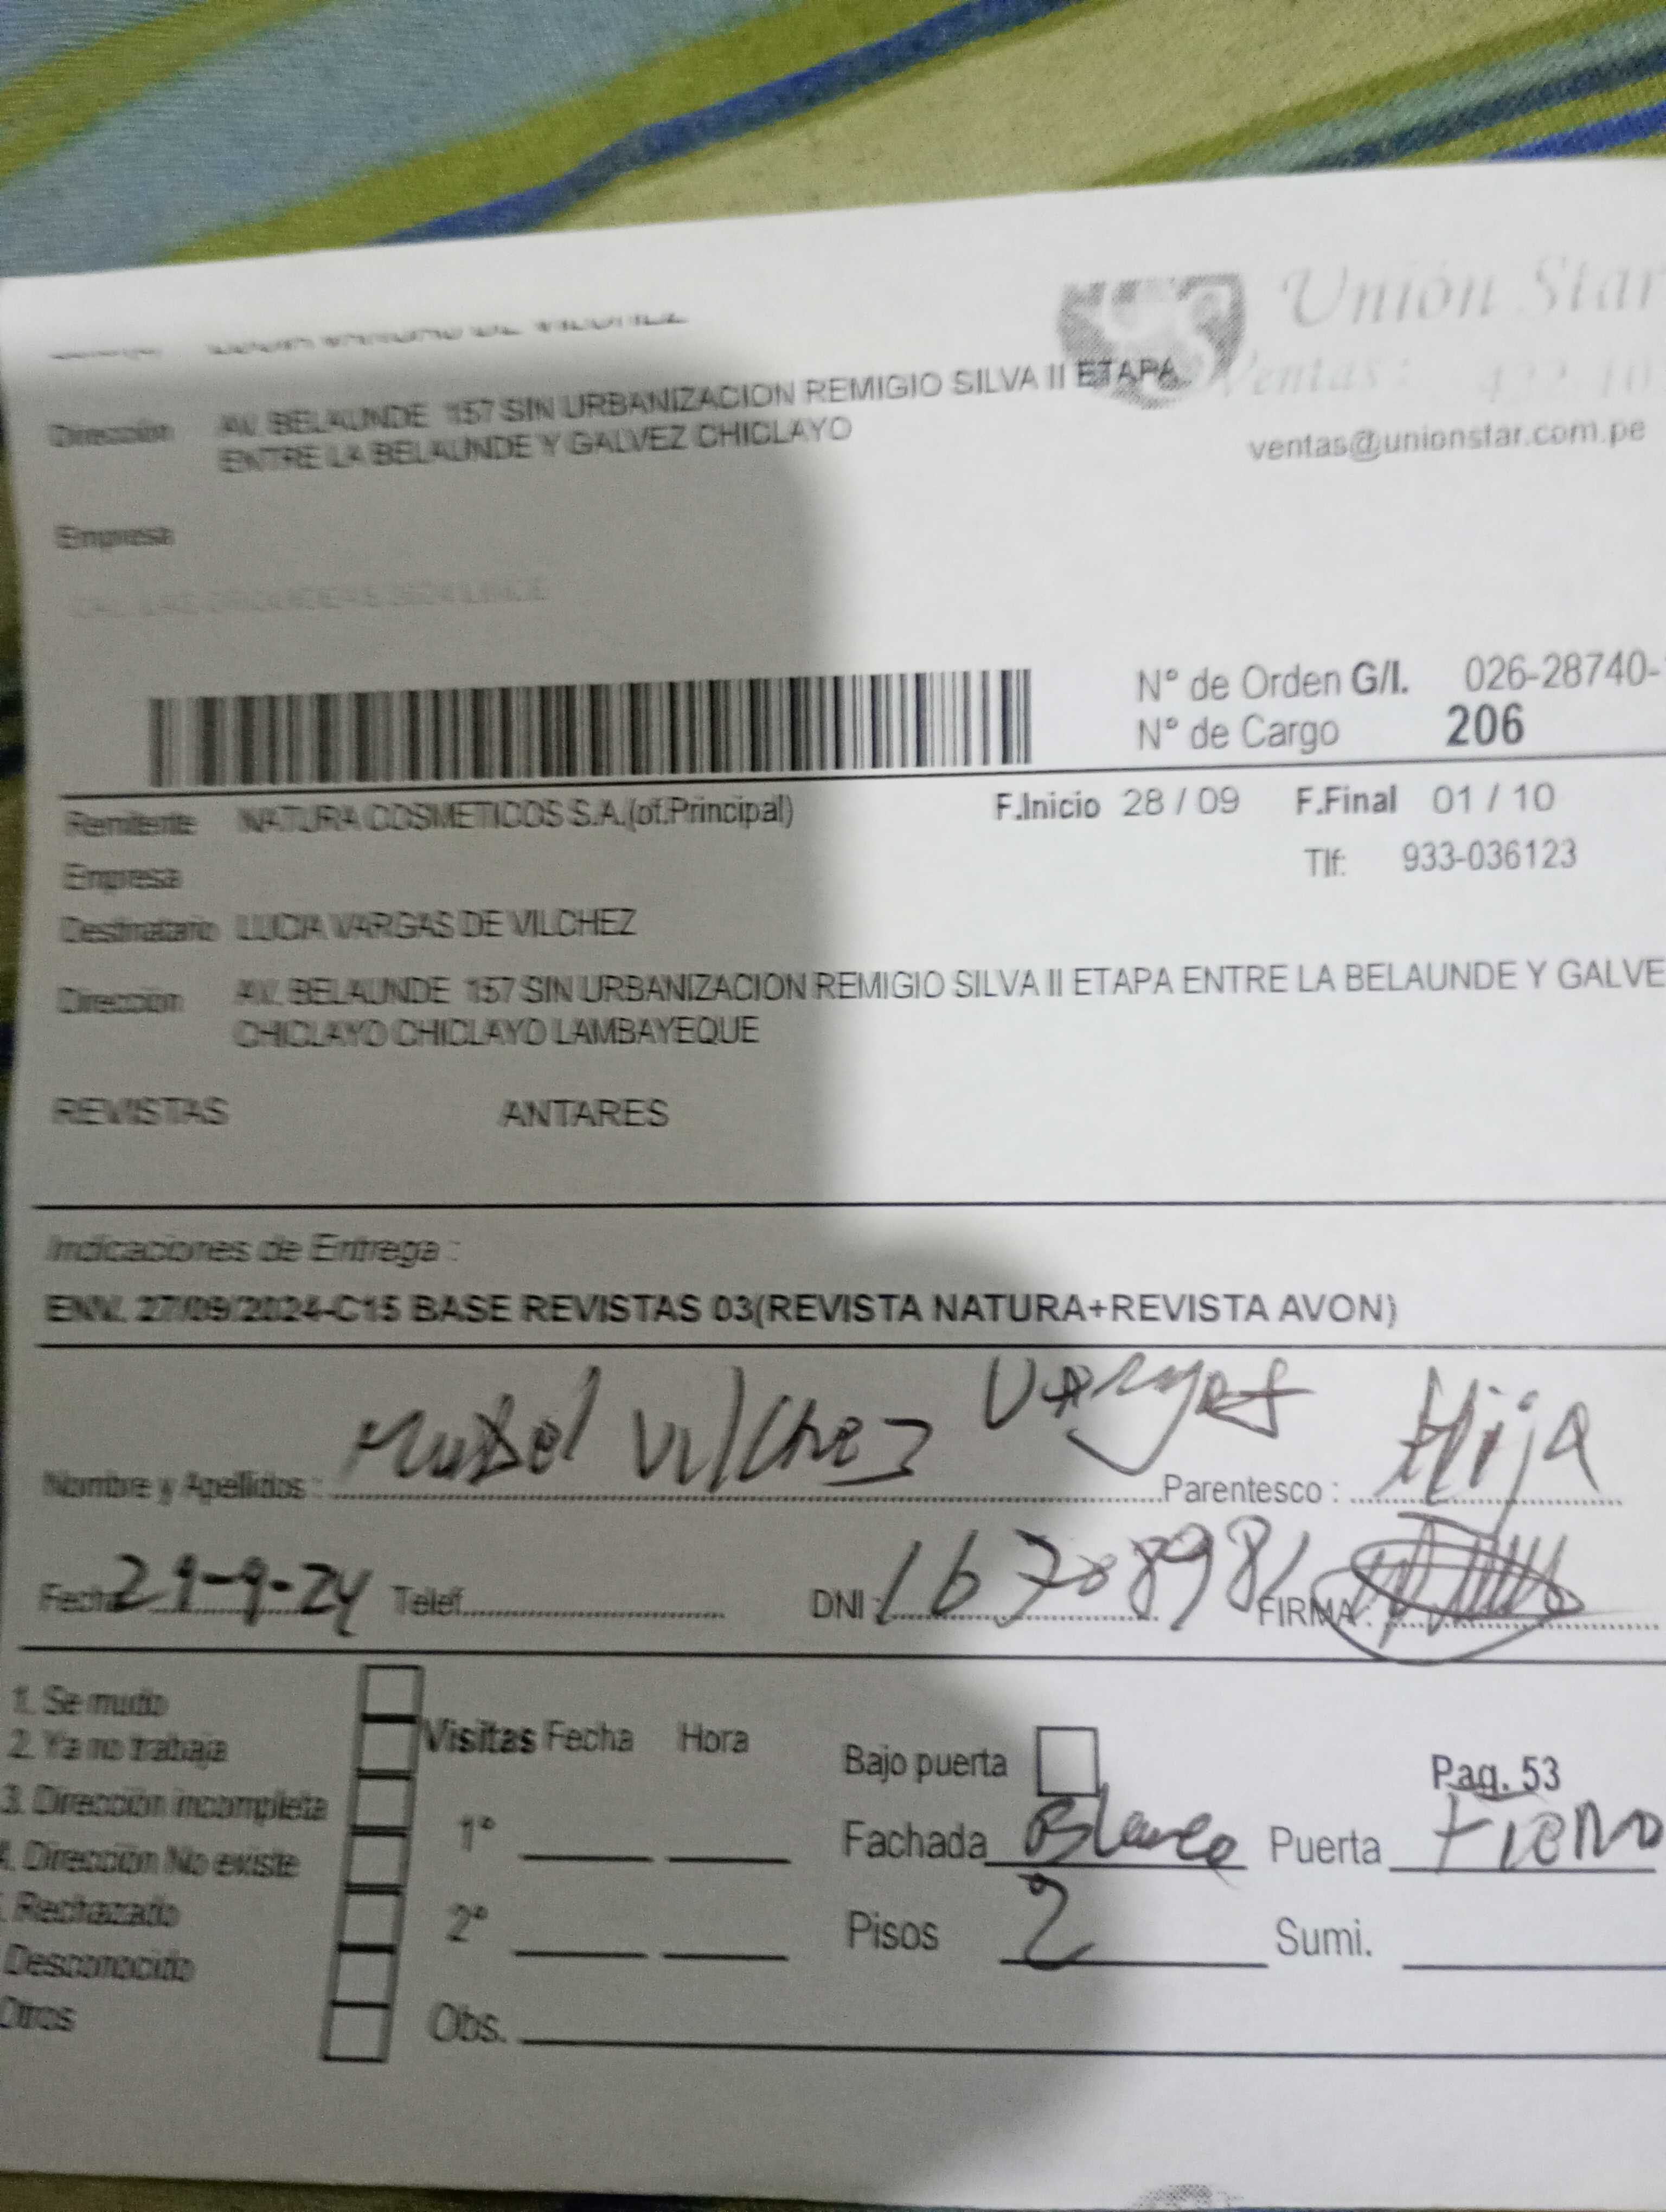 Unión Star
Ventas:
Dirección AV. BELAUNDE 157 SIN URBANIZACION REMIGIO SILVA II ETAPA
ENTRE LA BELAUNDE Y GALVEZ CHICLAYO
ventas@unionstar.com.pe
Empresa
N° de Orden G/I. 026-28740-
N° de Cargo 206
Remitente NATURA COSMETICOS S.A.(of.Principal) F.Inicio 28 / 09 F.Final 01 / 10
Empresa Tlf: 933-036123
Destinatario LUCIA VARGAS DE VILCHEZ
Dirección AV. BELAUNDE 157 SIN URBANIZACION REMIGIO SILVA II ETAPA ENTRE LA BELAUNDE Y GALVE
CHICLAYO CHICLAYO LAMBAYEQUE
REVISTAS ANTARES
Indicaciones de Entrega :
ENV. 27/09/2024-C15 BASE REVISTAS 03(REVISTA NATURA+REVISTA AVON)
Nombre y Apellidos : Vilchez Vargas Parentesco : Hija
Fecha 29-9-24 Telef. DNI : FIRMA :
1. Se mudo
2. Ya no trabaja
3. Dirección incompleta
4. Dirección No existe
Rechazado
Desconocido
Otros
Visitas Fecha Hora
1°
2°
Obs.
Bajo puerta Pag. 53
Fachada Blanco Puerta Fierro
Pisos 2 Sumi.